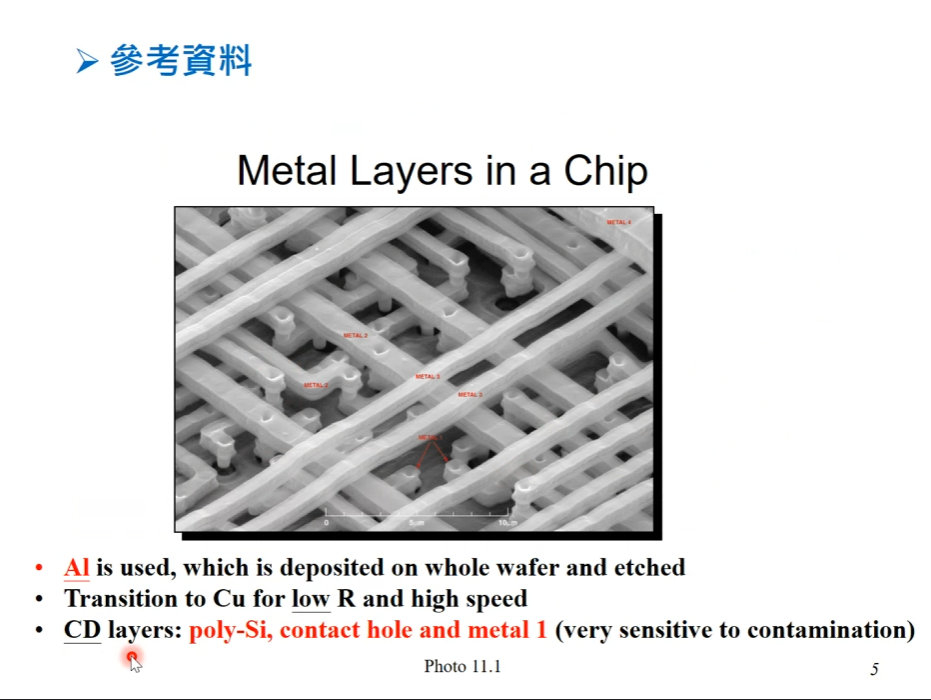 ➢ 參考資料
Metal Layers in a Chip
METAL 4
METAL 2
METAL 3
METAL 2
METAL 3
0 5μm 10μm
• Al is used, which is deposited on whole wafer and etched
• Transition to Cu for low R and high speed
• CD layers: poly-Si, contact hole and metal 1 (very sensitive to contamination)
Photo 11.1
5